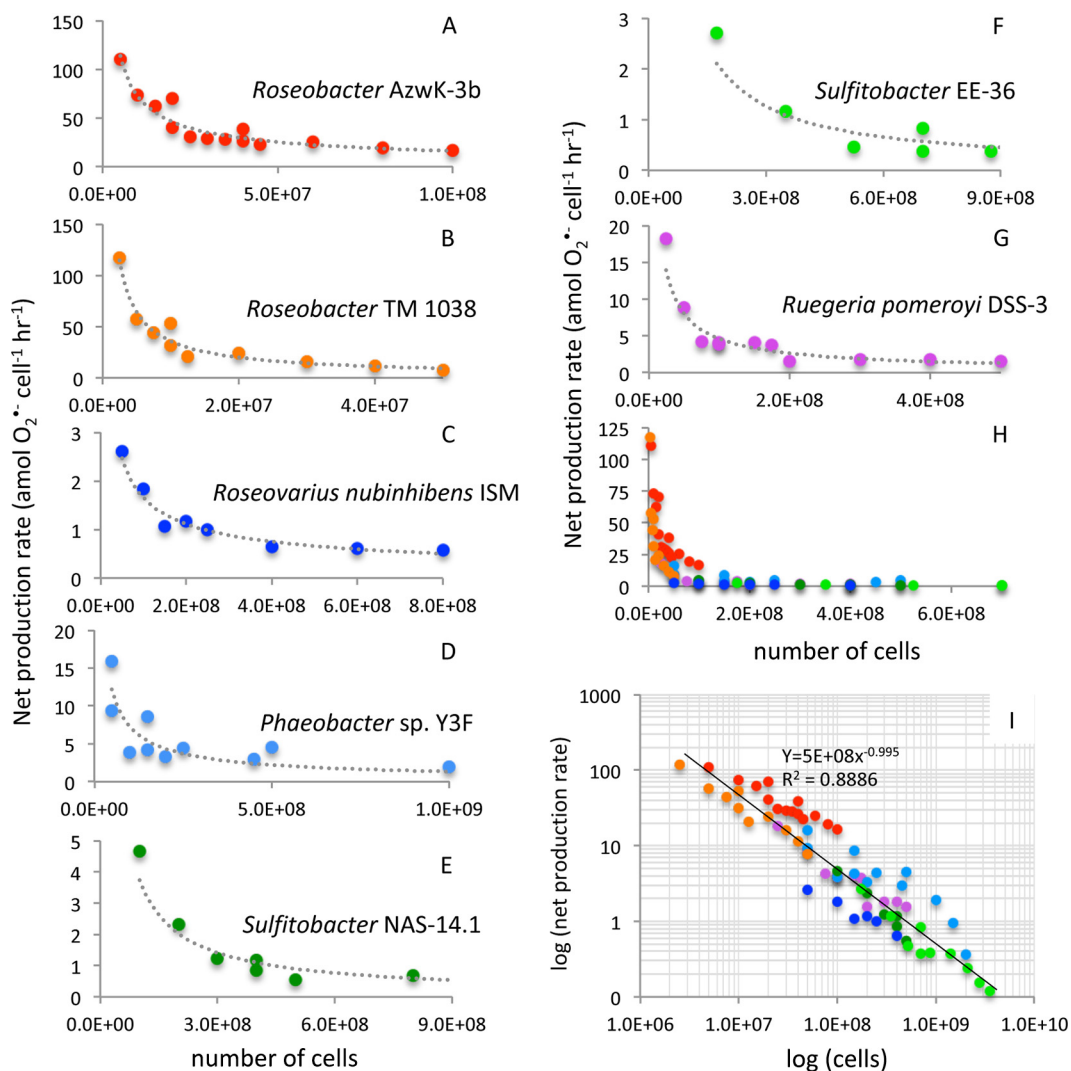 Net production rate (amol O₂•⁻ cell⁻¹ hr⁻¹)
A
Roseobacter AzwK-3b
150
100
50
0
0.0E+00 5.0E+07 1.0E+08
B
Roseobacter TM 1038
150
100
50
0
0.0E+00 2.0E+07 4.0E+07
C
Roseovarius nubinhibens ISM
3
2
1
0
0.0E+00 2.0E+08 4.0E+08 6.0E+08 8.0E+08
D
Phaeobacter sp. Y3F
20
15
10
5
0
0.0E+00 5.0E+08 1.0E+09
E
Sulfitobacter NAS-14.1
5
4
3
2
1
0
0.0E+00 3.0E+08 6.0E+08 9.0E+08
number of cells
Net production rate (amol O₂•⁻ cell⁻¹ hr⁻¹)
F
Sulfitobacter EE-36
3
2
1
0
0.0E+00 3.0E+08 6.0E+08 9.0E+08
G
Ruegeria pomeroyi DSS-3
20
15
10
5
0
0.0E+00 2.0E+08 4.0E+08
H
125
100
75
50
25
0
0.0E+00 2.0E+08 4.0E+08 6.0E+08
number of cells
I
Y=5E+08x⁻⁰·⁹⁹⁵
R² = 0.8886
log (net production rate)
1000
100
10
1
0
1.0E+06 1.0E+07 1.0E+08 1.0E+09 1.0E+10
log (cells)